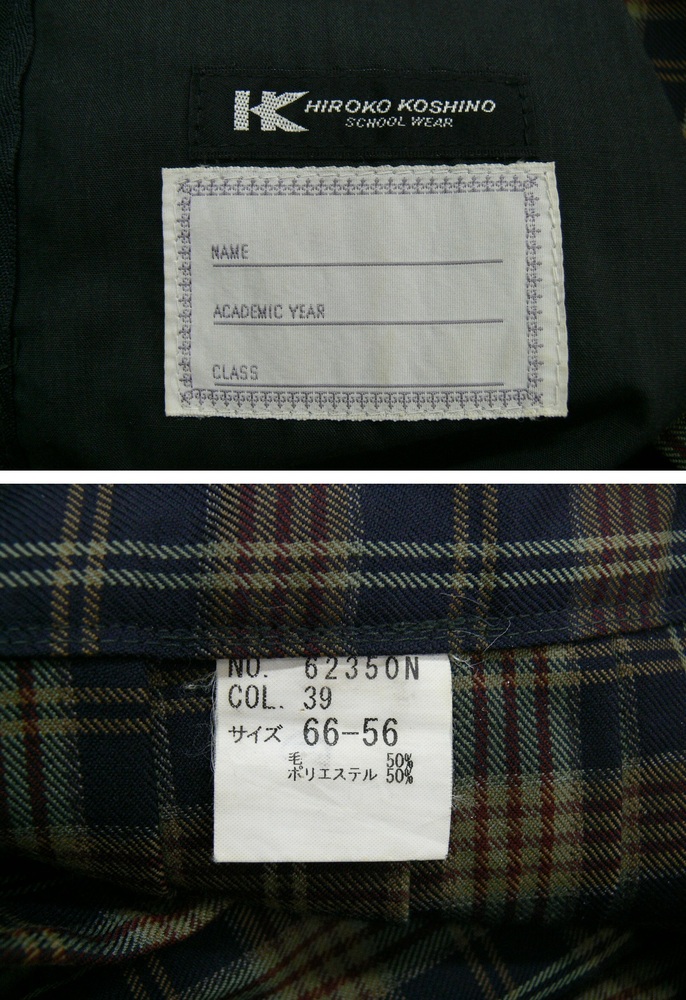 HK HIROKO KOSHINO
SCHOOL WEAR
NAME
ACADEMIC YEAR
CLASS
NO. 62350N
COL. 39
サイズ 66-56
毛 50%
ポリエステル 50%